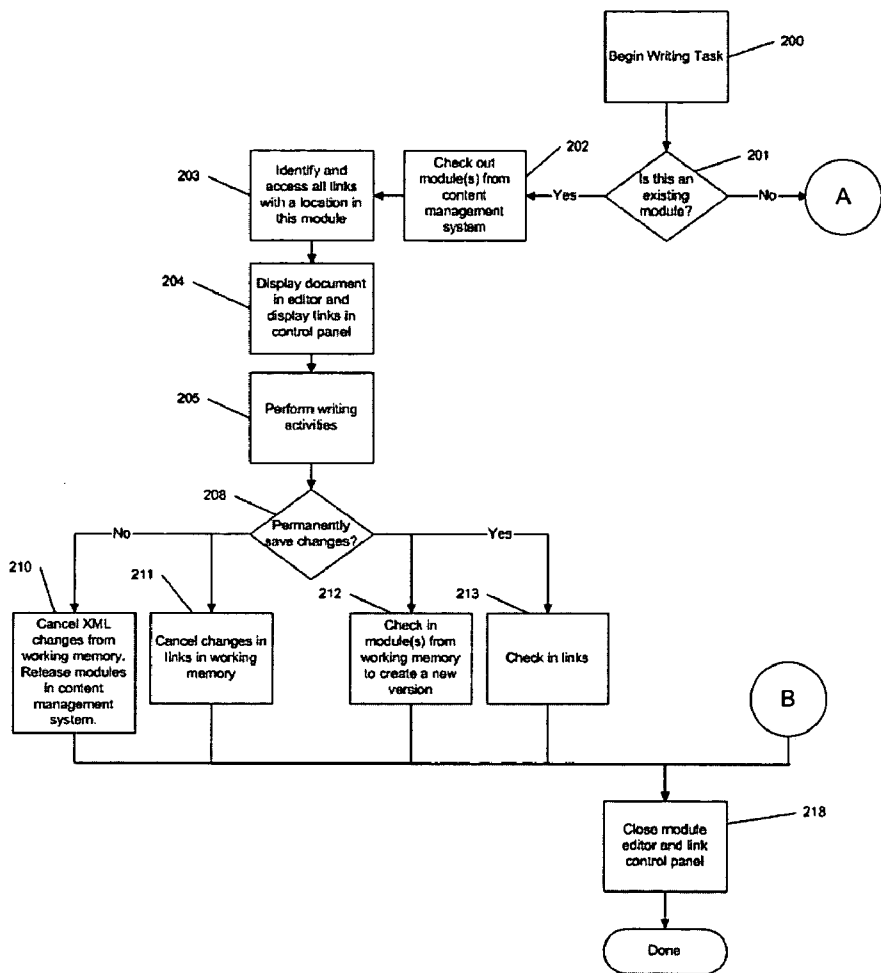 Begin Writing Task
200
Is this an
existing
module?
201
Yes
No
A
Check out
module(s) from
content
management
system
202
Identify and
access all links
with a location in
this module
203
Display document
in editor and
display links in
control panel
204
Perform writing
activities
205
Permanently
save changes?
208
No
Yes
Cancel XML
changes from
working memory.
Release modules
in content
management
system.
210
Cancel changes in
links in working
memory
211
Check in
module(s) from
working memory
to create a new
version
212
Check in links
213
B
Close module
editor and link
control panel
218
Done